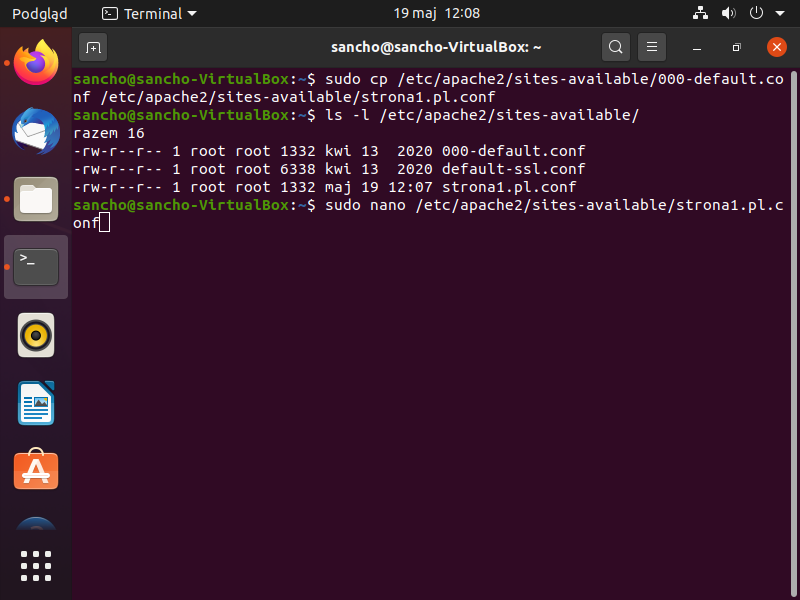 Podgląd Terminal 19 maj 12:08
sancho@sancho-VirtualBox: ~
sancho@sancho-VirtualBox:~$ sudo cp /etc/apache2/sites-available/000-default.co
nf /etc/apache2/sites-available/strona1.pl.conf
sancho@sancho-VirtualBox:~$ ls -l /etc/apache2/sites-available/
razem 16
-rw-r--r-- 1 root root 1332 kwi 13  2020 000-default.conf
-rw-r--r-- 1 root root 6338 kwi 13  2020 default-ssl.conf
-rw-r--r-- 1 root root 1332 maj 19 12:07 strona1.pl.conf
sancho@sancho-VirtualBox:~$ sudo nano /etc/apache2/sites-available/strona1.pl.c
onf